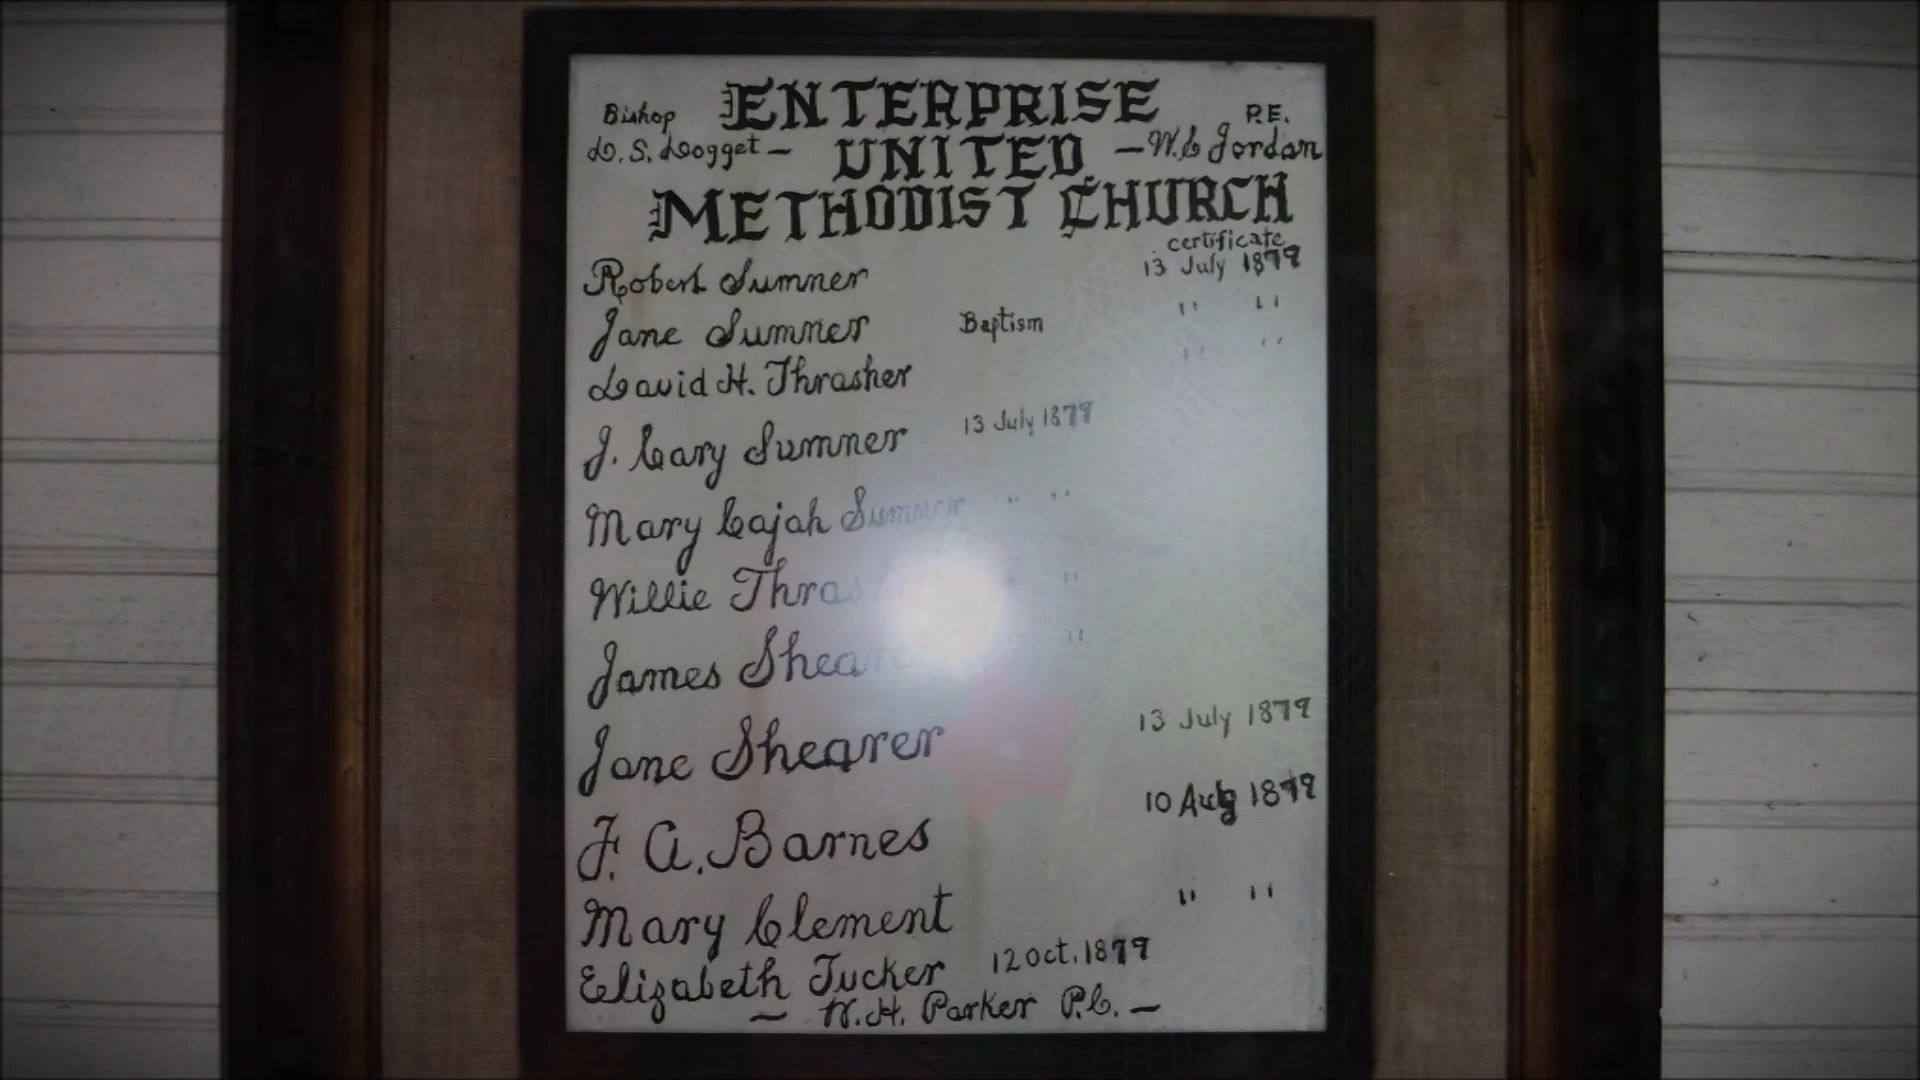 Bishop ENTERPRISE P.E.
D. S. Dogget – UNITED – W. C Jordan
METHODIST CHURCH
certificate
Robert Sumner 13 July 1879
Jane Sumner Baptism " "
David H. Thrasher " "
J. Cary Sumner 13 July 1879
Mary Cajah Sumner " "
Willie "
James "
Jane Shearer 13 July 1879
F. A. Barnes 10 Aug 1879
Mary Clement " "
Elizabeth Tucker 12 Oct. 1879
– W. H. Parker P.C. –